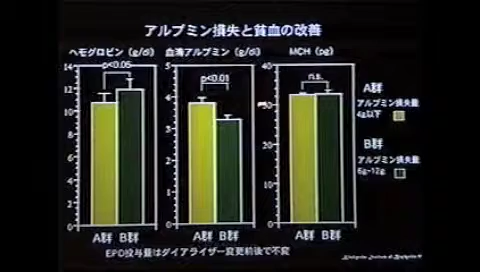 アルブミン損失と貧血の改善
ヘモグロビン (g/dl) 血清アルブミン (g/dl) MCH (pg)
p<0.05 p<0.01 n.s.
14
12
10
8
6
4
2
0
5
4
3
2
1
0
40
30
20
10
0
A群
アルブミン損失量
4g以下
B群
アルブミン損失量
6g~12g
A群 B群 A群 B群 A群 B群
EPO投与量はダイアライザー変更前後で不変